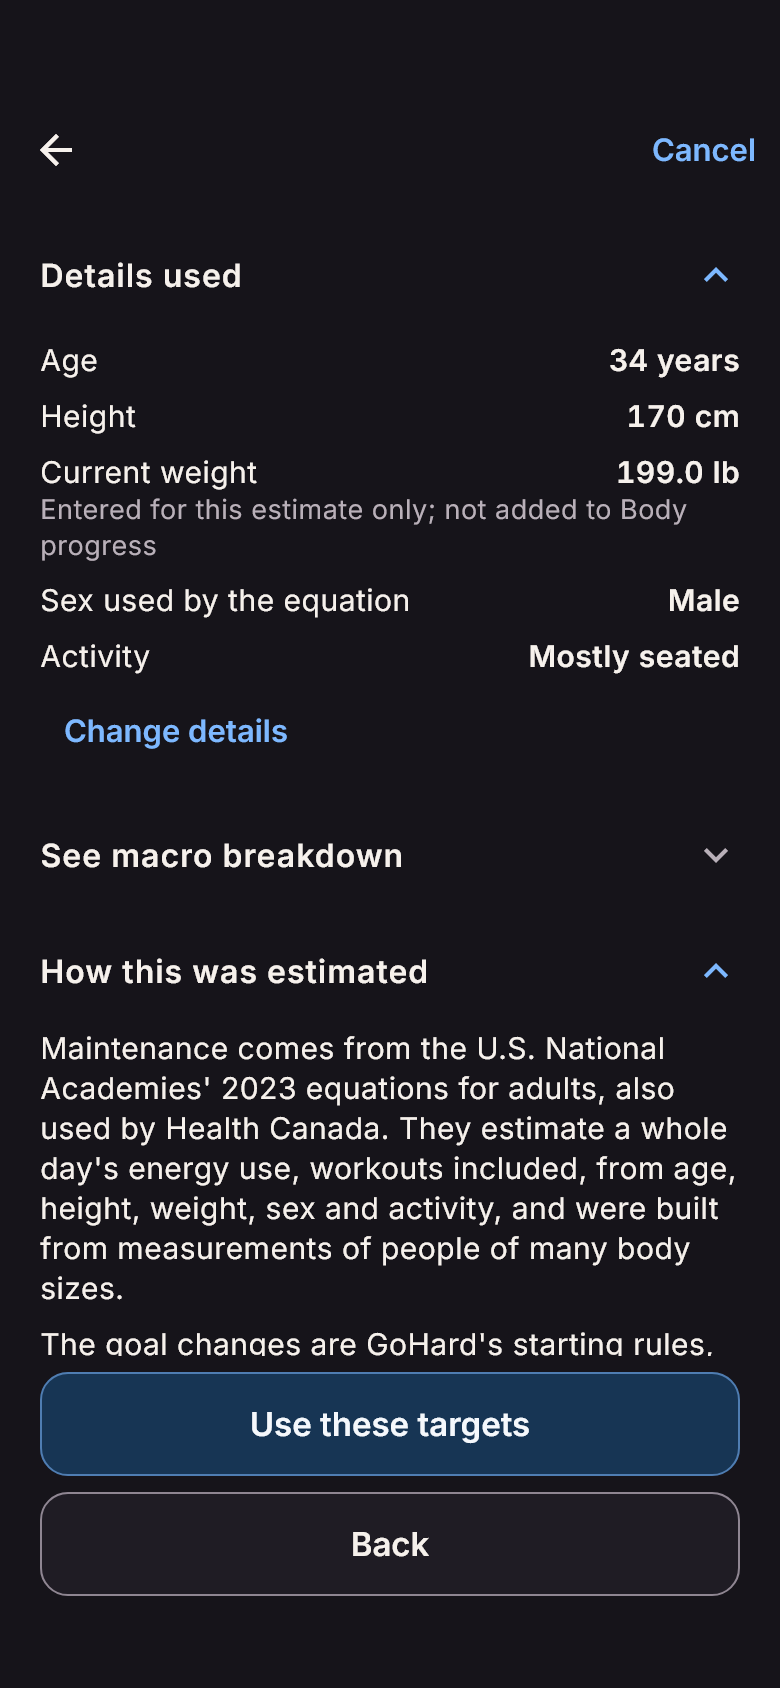 Cancel
Details used
Age 34 years
Height 170 cm
Current weight 199.0 lb
Entered for this estimate only; not added to Body
progress
Sex used by the equation Male
Activity Mostly seated
Change details
See macro breakdown
How this was estimated
Maintenance comes from the U.S. National
Academies' 2023 equations for adults, also
used by Health Canada. They estimate a whole
day's energy use, workouts included, from age,
height, weight, sex and activity, and were built
from measurements of people of many body
sizes.
The goal changes are GoHard's starting rules.
Use these targets
Back